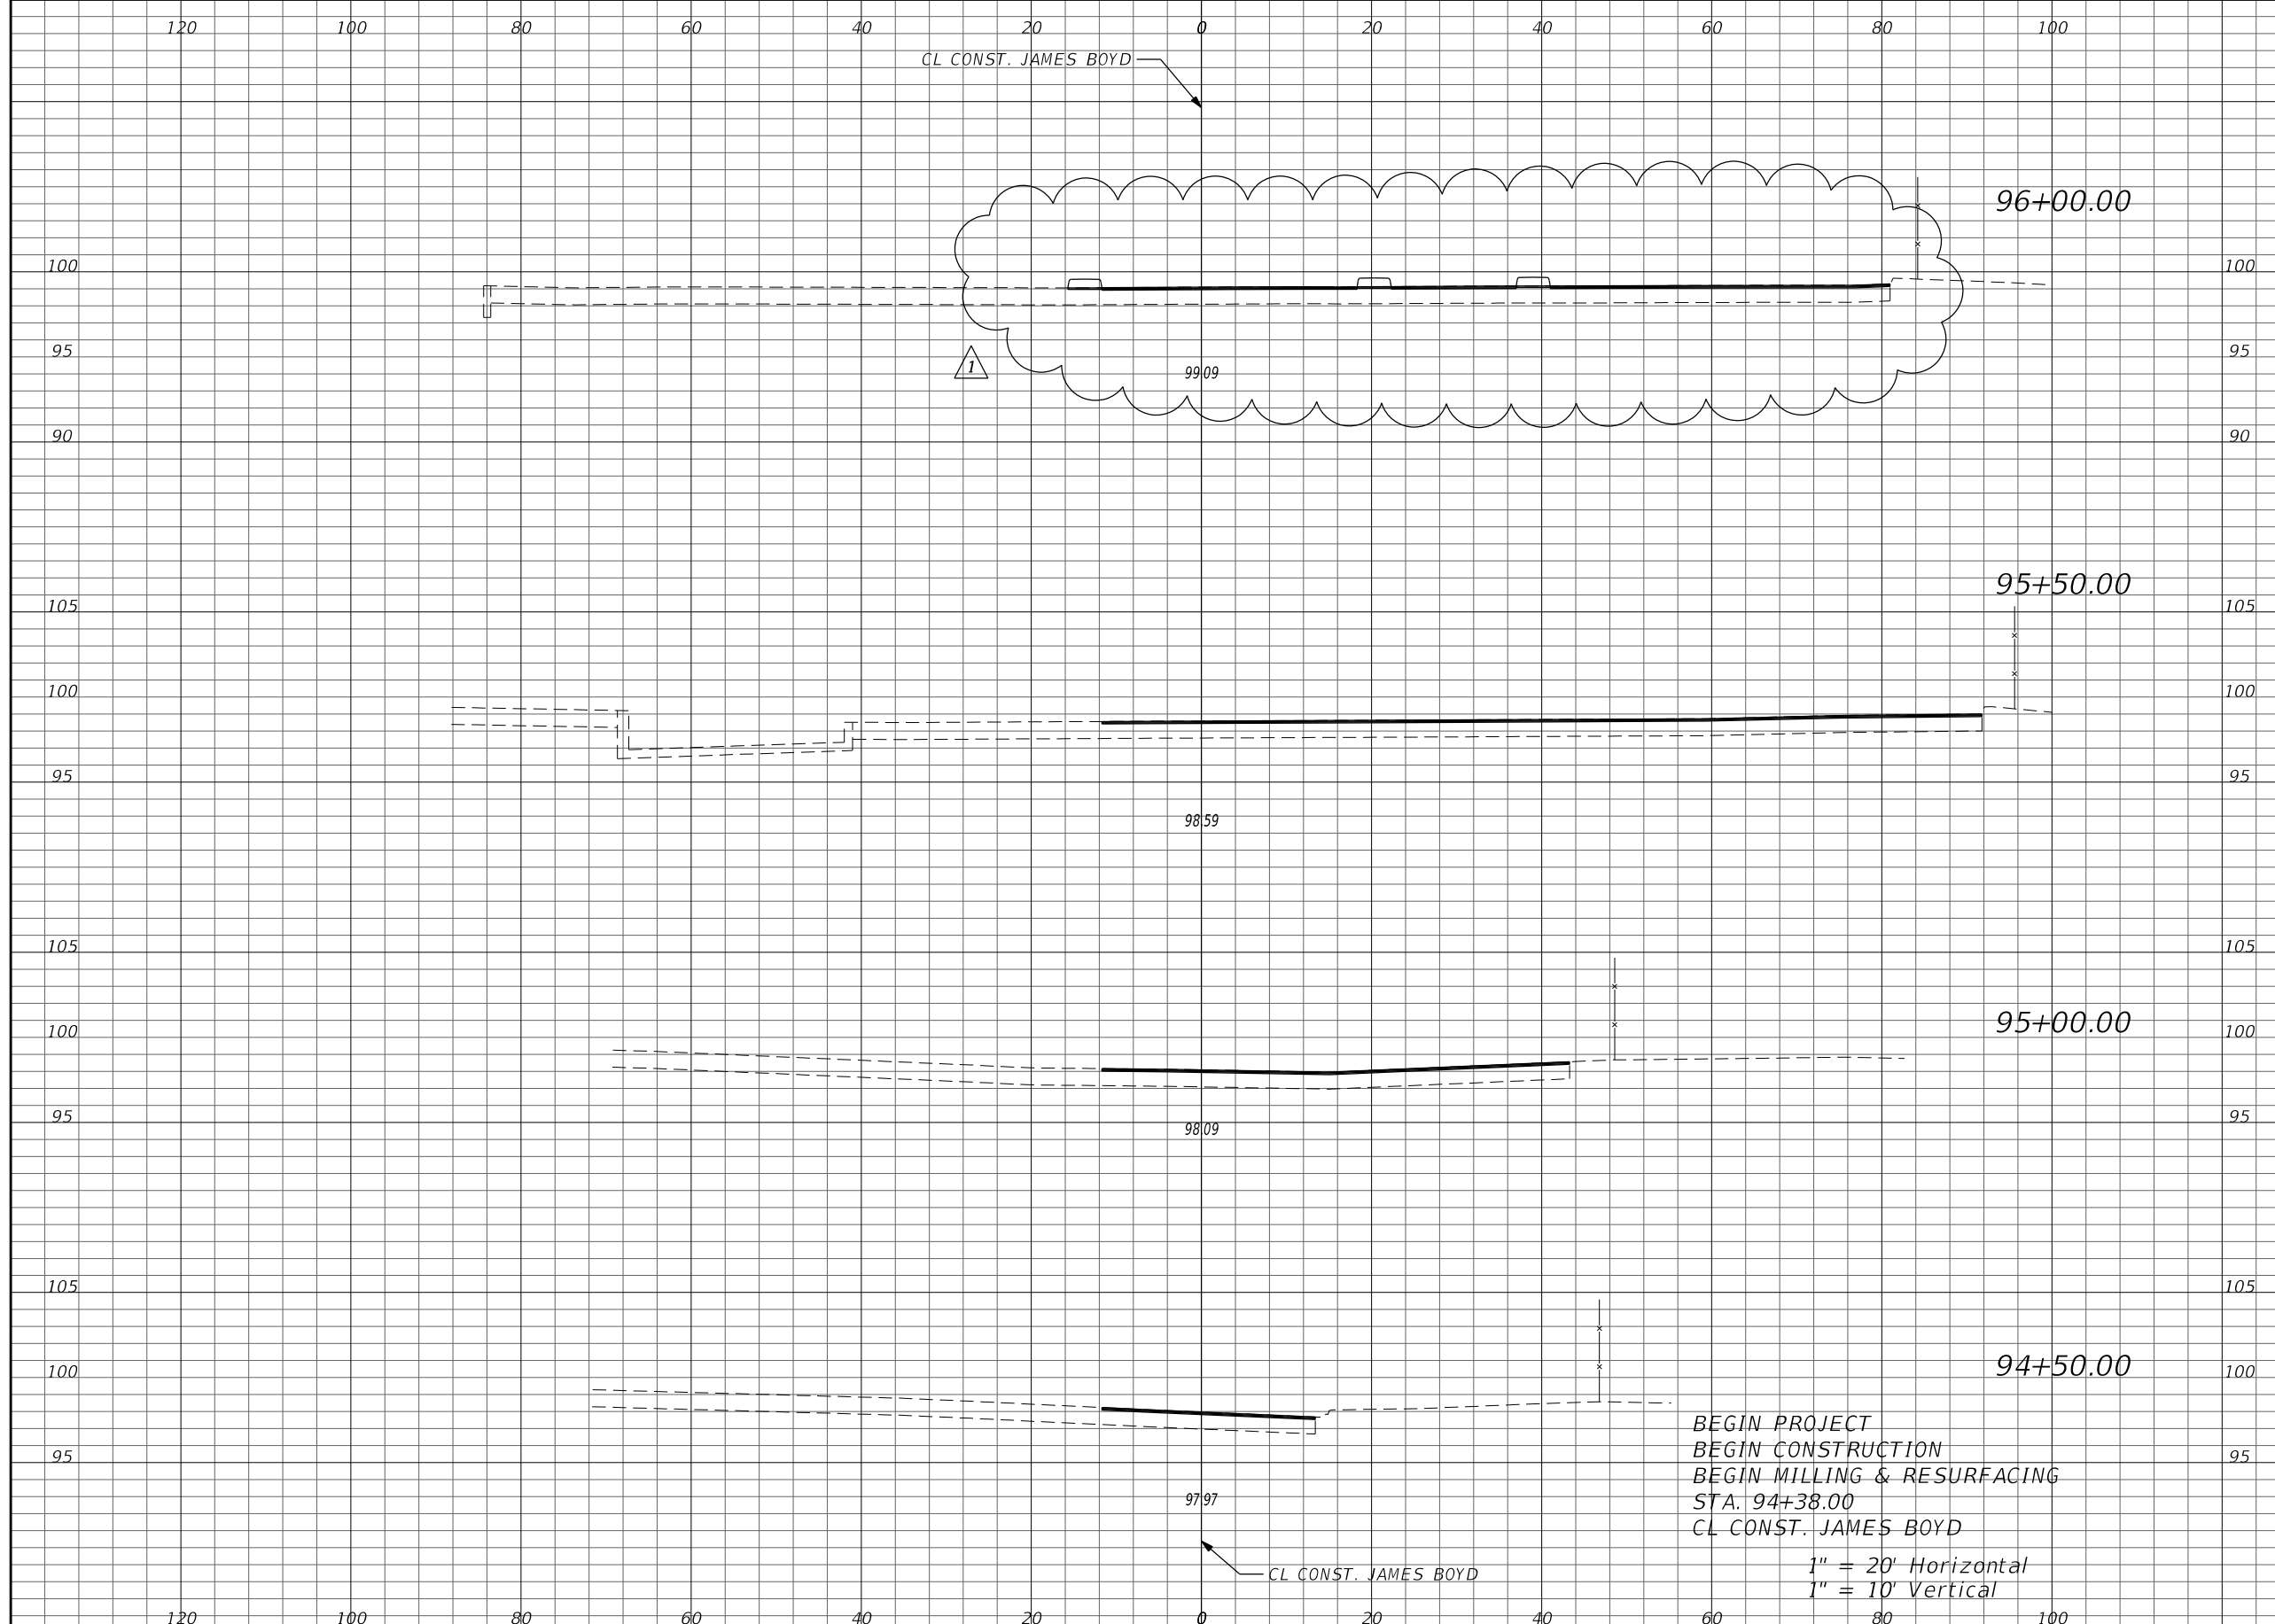 120 100 80 60 40 20 0 20 40 60 80 100
CL CONST. JAMES BOYD
96+00.00
100 100
95 95
1
99.09
90 90
95+50.00
105 105
100 100
95 95
98.59
105 105
95+00.00
100 100
95 95
98.09
105 105
94+50.00
100 100
95 95
97.97
BEGIN PROJECT
BEGIN CONSTRUCTION
BEGIN MILLING & RESURFACING
STA. 94+38.00
CL CONST. JAMES BOYD
CL CONST. JAMES BOYD
1" = 20' Horizontal
1" = 10' Vertical
120 100 80 60 40 20 0 20 40 60 80 100